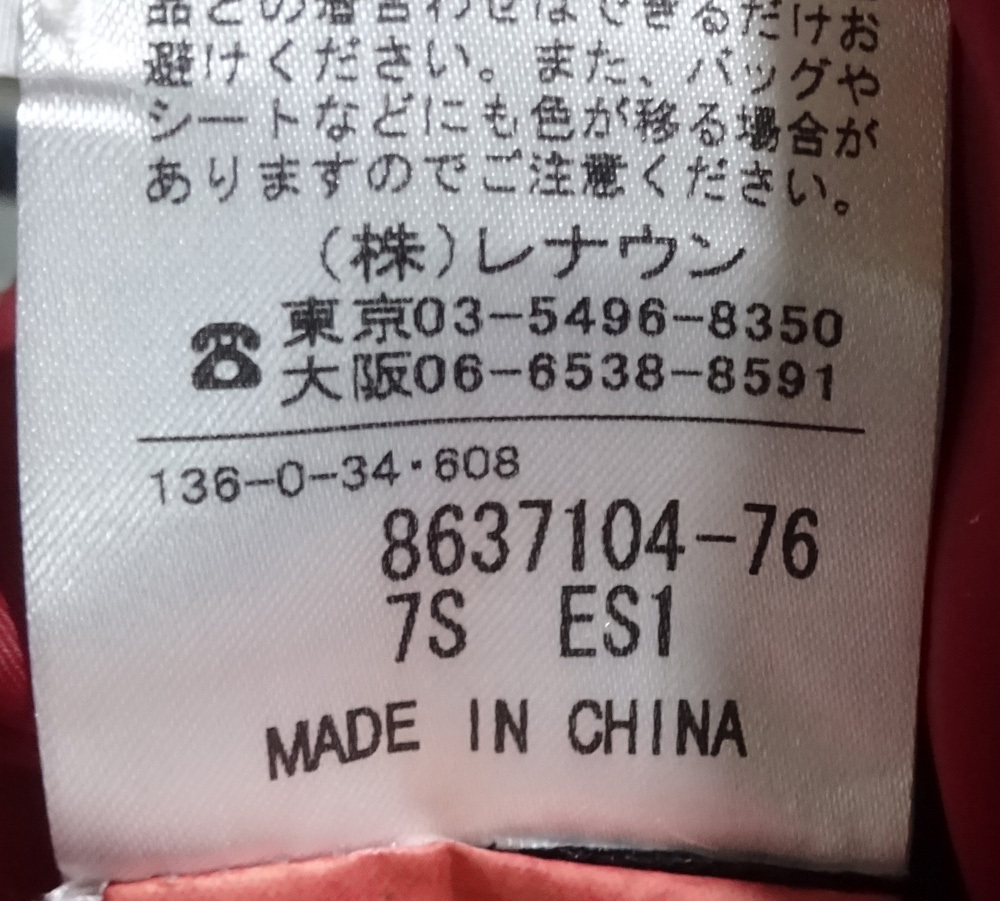 品との組合わせはできるだけお
避けください。また、バッグや
シートなどにも色が移る場合が
ありますのでご注意ください。
(株)レナウン
☎東京03-5496-8350
大阪06-6538-8591
136-0-34・608
8637104-76
7S ES1
MADE IN CHINA